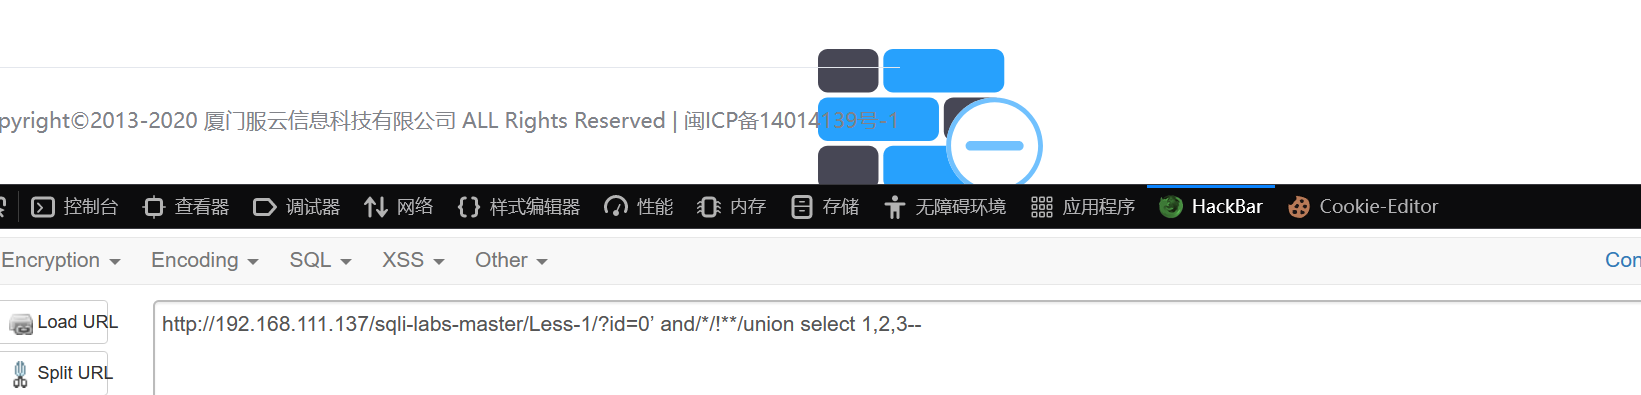 pyright©2013-2020 厦门服云信息科技有限公司 ALL Rights Reserved | 闽ICP备14014139号-1
控制台 查看器 调试器 网络 样式编辑器 性能 内存 存储 无障碍环境 应用程序 HackBar Cookie-Editor
Encryption Encoding SQL XSS Other Con
Load URL http://192.168.111.137/sqli-labs-master/Less-1/?id=0’ and/*/!**/union select 1,2,3--
Split URL